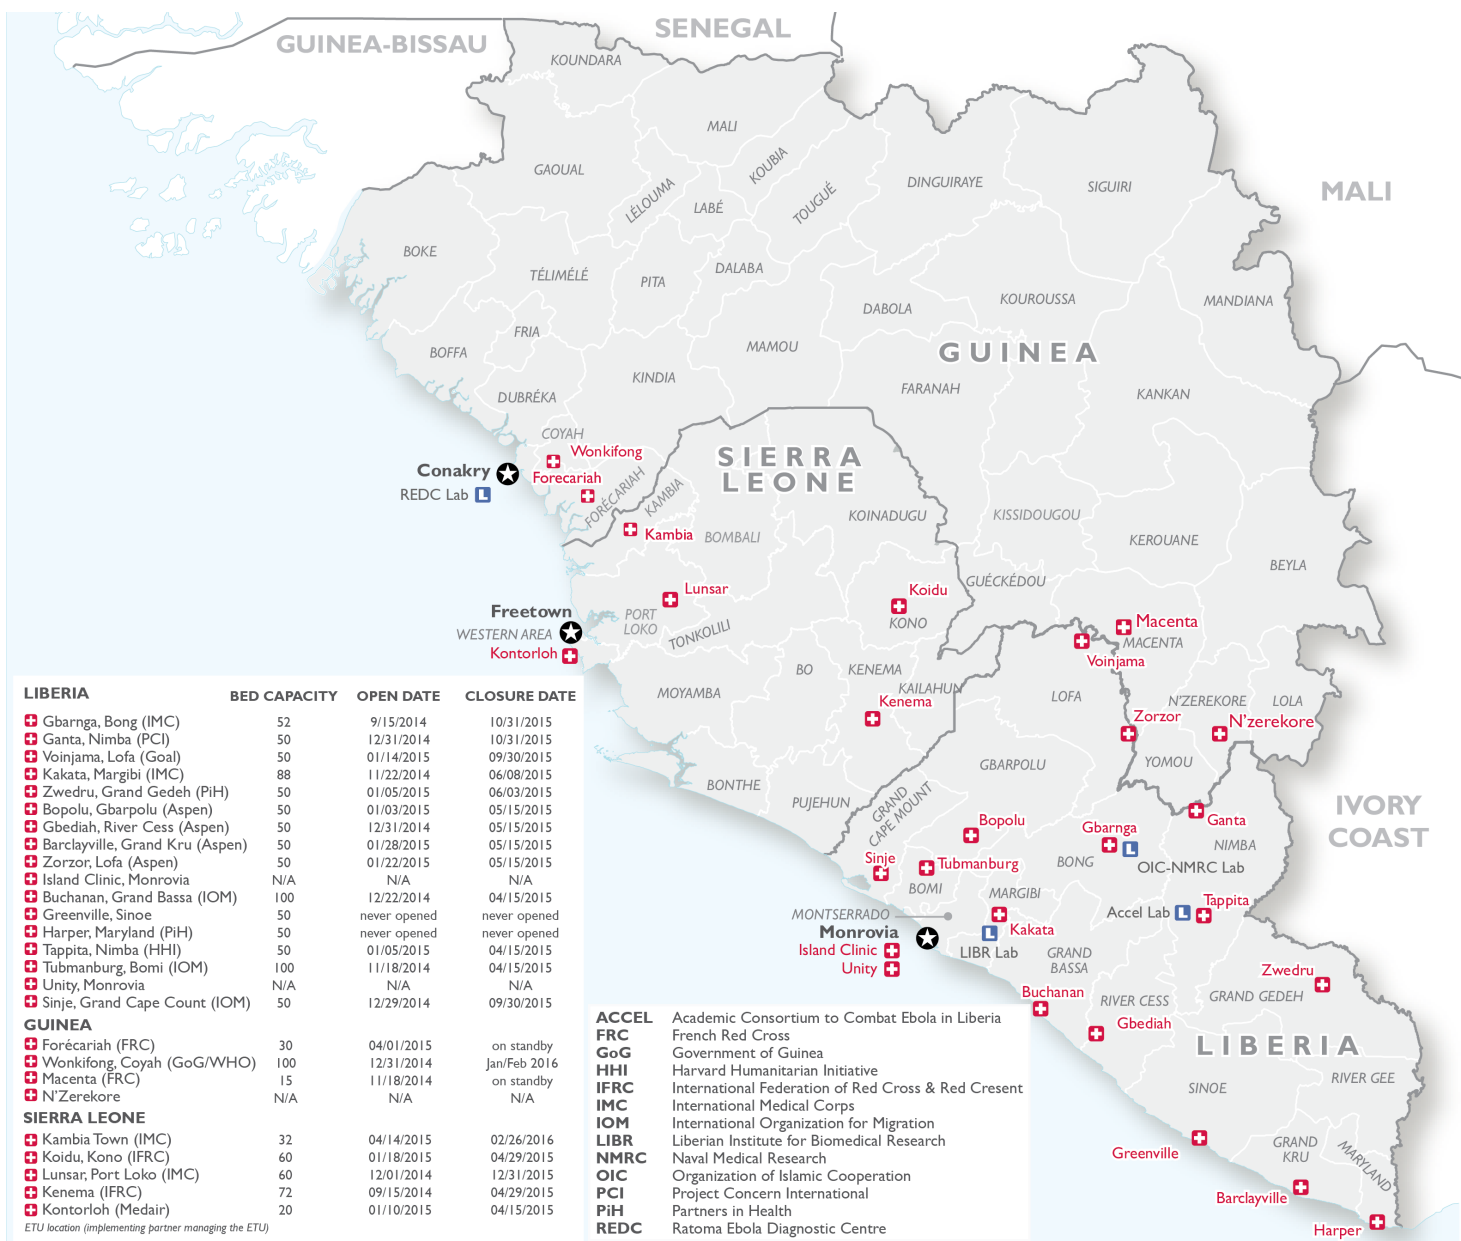 SENEGAL
GUINEA-BISSAU
KOUNDARA
MALI
KOUBIA
GAOUAL
DINGUIRAYE
SIGUIRI
MALI
LÉLOUMA
LABÉ
TOUGUÉ
BOKE
TÉLIMÉLÉ
PITA
DALABA
DABOLA
KOUROUSSA
MANDIANA
FRIA
BOFFA
MAMOU
GUINEA
KINDIA
FARANAH
KANKAN
DUBRÉKA
COYAH
Wonkifong
SIERRA
LEONE
Conakry
Forecariah
REDC Lab L
FORÉCARIAH
KAMBIA
KOINADUGU
KISSIDOUGOU
Kambia
BOMBALI
KEROUANE
BEYLA
GUÉCKÉDOU
Lunsar
Koidu
Freetown
PORT
LOKO
KONO
Macenta
WESTERN AREA
TONKOLILI
MACENTA
Kontorloh
Voinjama
BO
KENEMA
KAILAHUN
MOYAMBA
LOFA
N'ZEREKORE
LOLA
Kenema
Zorzor
N'zerekore
BONTHE
PUJEHUN
GBARPOLU
YOMOU
GRAND
CAPE MOUNT
IVORY
COAST
Bopolu
Gbarnga
Ganta
L
Sinje
Tubmanburg
BONG
NIMBA
OIC-NMRC Lab
BOMI
MARGIBI
Tappita
MONTSERRADO
Accel Lab L
Monrovia
Kakata
L
LIBR Lab
Island Clinic
Unity
GRAND
BASSA
Zwedru
Buchanan
RIVER CESS
GRAND GEDEH
Gbediah
LIBERIA
RIVER GEE
SINOE
Greenville
GRAND
KRU
MARYLAND
Barclayville
Harper
LIBERIA BED CAPACITY OPEN DATE CLOSURE DATE
Gbarnga, Bong (IMC) 52 9/15/2014 10/31/2015
Ganta, Nimba (PCI) 50 12/31/2014 10/31/2015
Voinjama, Lofa (Goal) 50 01/14/2015 09/30/2015
Kakata, Margibi (IMC) 88 11/22/2014 06/08/2015
Zwedru, Grand Gedeh (PiH) 50 01/05/2015 06/03/2015
Bopolu, Gbarpolu (Aspen) 50 01/03/2015 05/15/2015
Gbediah, River Cess (Aspen) 50 12/31/2014 05/15/2015
Barclayville, Grand Kru (Aspen) 50 01/28/2015 05/15/2015
Zorzor, Lofa (Aspen) 50 01/22/2015 05/15/2015
Island Clinic, Monrovia N/A N/A N/A
Buchanan, Grand Bassa (IOM) 100 12/22/2014 04/15/2015
Greenville, Sinoe 50 never opened never opened
Harper, Maryland (PiH) 50 never opened never opened
Tappita, Nimba (HHI) 50 01/05/2015 04/15/2015
Tubmanburg, Bomi (IOM) 100 11/18/2014 04/15/2015
Unity, Monrovia N/A N/A N/A
Sinje, Grand Cape Count (IOM) 50 12/29/2014 09/30/2015
GUINEA
Forécariah (FRC) 30 04/01/2015 on standby
Wonkifong, Coyah (GoG/WHO) 100 12/31/2014 Jan/Feb 2016
Macenta (FRC) 15 11/18/2014 on standby
N'Zerekore N/A N/A N/A
SIERRA LEONE
Kambia Town (IMC) 32 04/14/2015 02/26/2016
Koidu, Kono (IFRC) 60 01/18/2015 04/29/2015
Lunsar, Port Loko (IMC) 60 12/01/2014 12/31/2015
Kenema (IFRC) 72 09/15/2014 04/29/2015
Kontorloh (Medair) 20 01/10/2015 04/15/2015
ETU location (implementing partner managing the ETU)
ACCEL Academic Consortium to Combat Ebola in Liberia
FRC French Red Cross
GoG Government of Guinea
HHI Harvard Humanitarian Initiative
IFRC International Federation of Red Cross & Red Cresent
IMC International Medical Corps
IOM International Organization for Migration
LIBR Liberian Institute for Biomedical Research
NMRC Naval Medical Research
OIC Organization of Islamic Cooperation
PCI Project Concern International
PiH Partners in Health
REDC Ratoma Ebola Diagnostic Centre